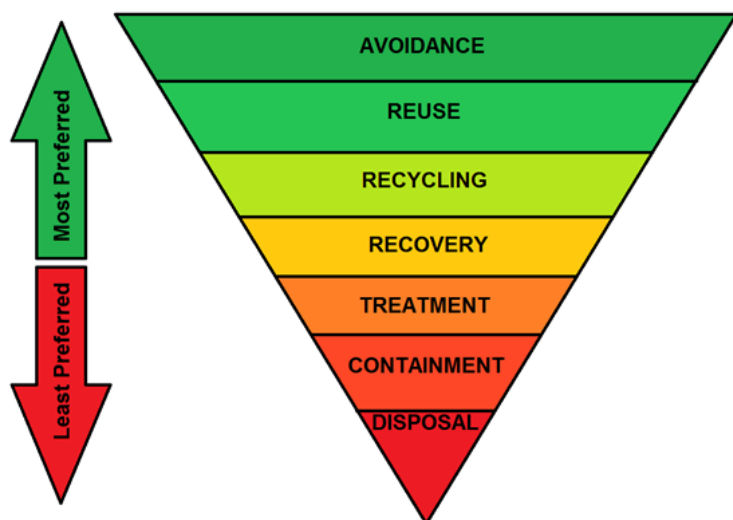 AVOIDANCE
REUSE
RECYCLING
RECOVERY
TREATMENT
CONTAINMENT
DISPOSAL
Most Preferred
Least Preferred